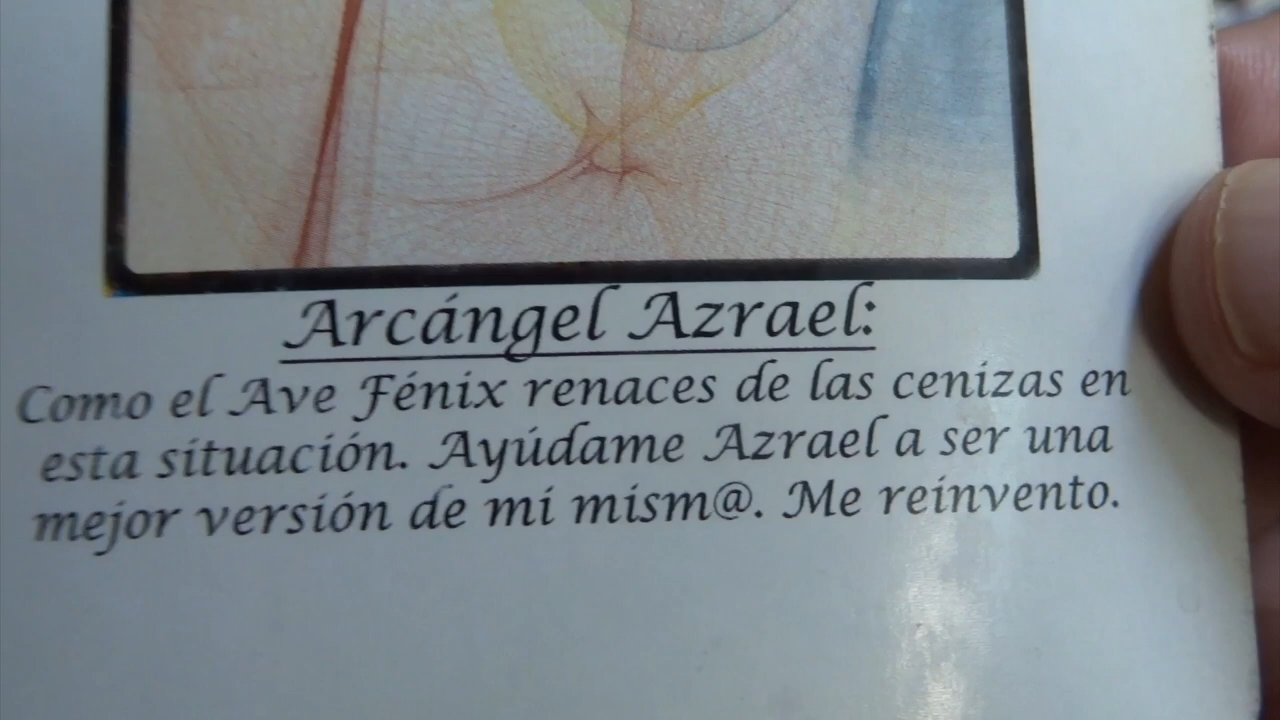 Arcángel Azrael:
Como el Ave Fénix renaces de las cenizas en
esta situación. Ayúdame Azrael a ser una
mejor versión de mi mism@. Me reinvento.